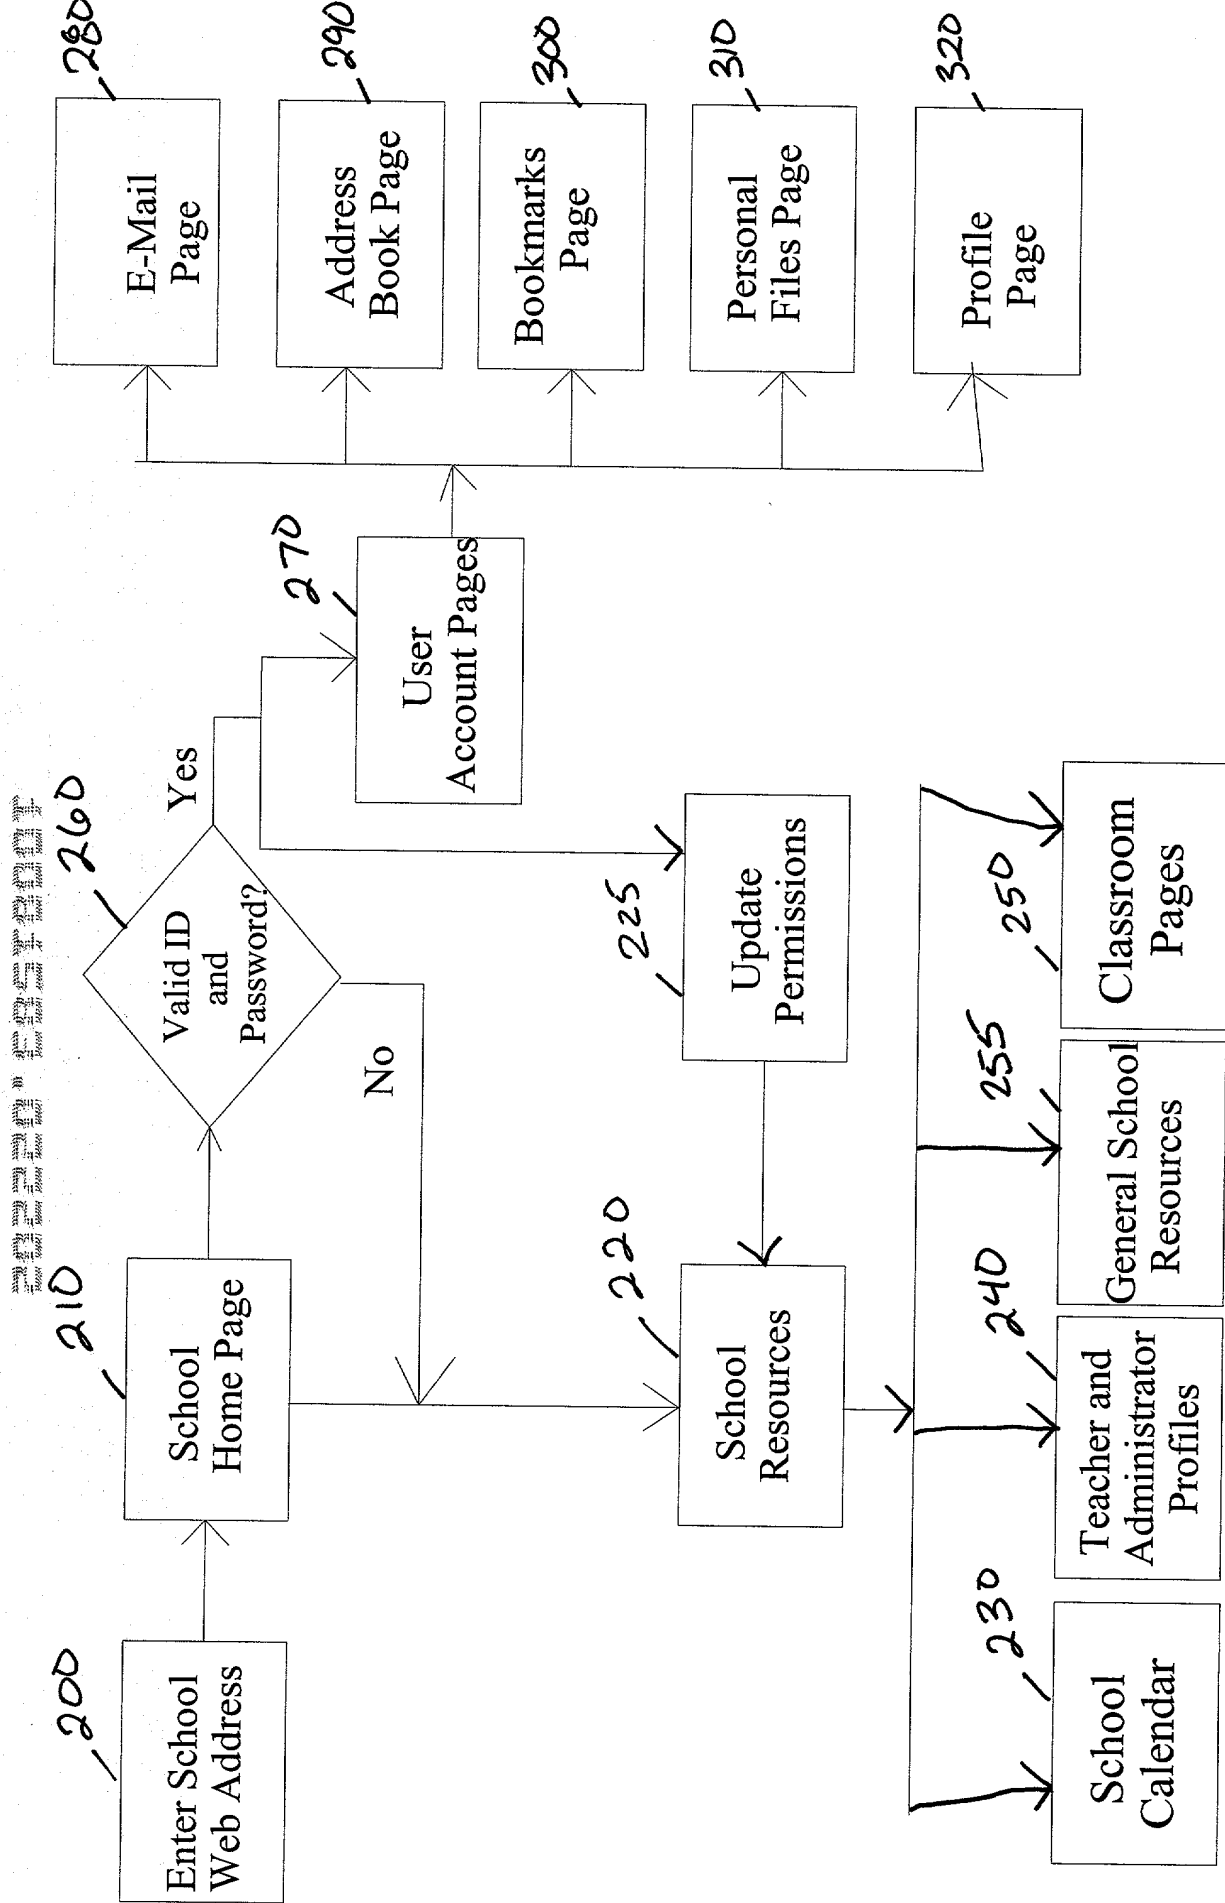 200
Enter School
Web Address
210
School
Home Page
260
Valid ID
and
Password?
Yes
No
270
User
Account Pages
280
E-Mail
Page
290
Address
Book Page
300
Bookmarks
Page
310
Personal
Files Page
320
Profile
Page
220
School
Resources
225
Update
Permissions
230
School
Calendar
240
Teacher and
Administrator
Profiles
255
General School
Resources
250
Classroom
Pages